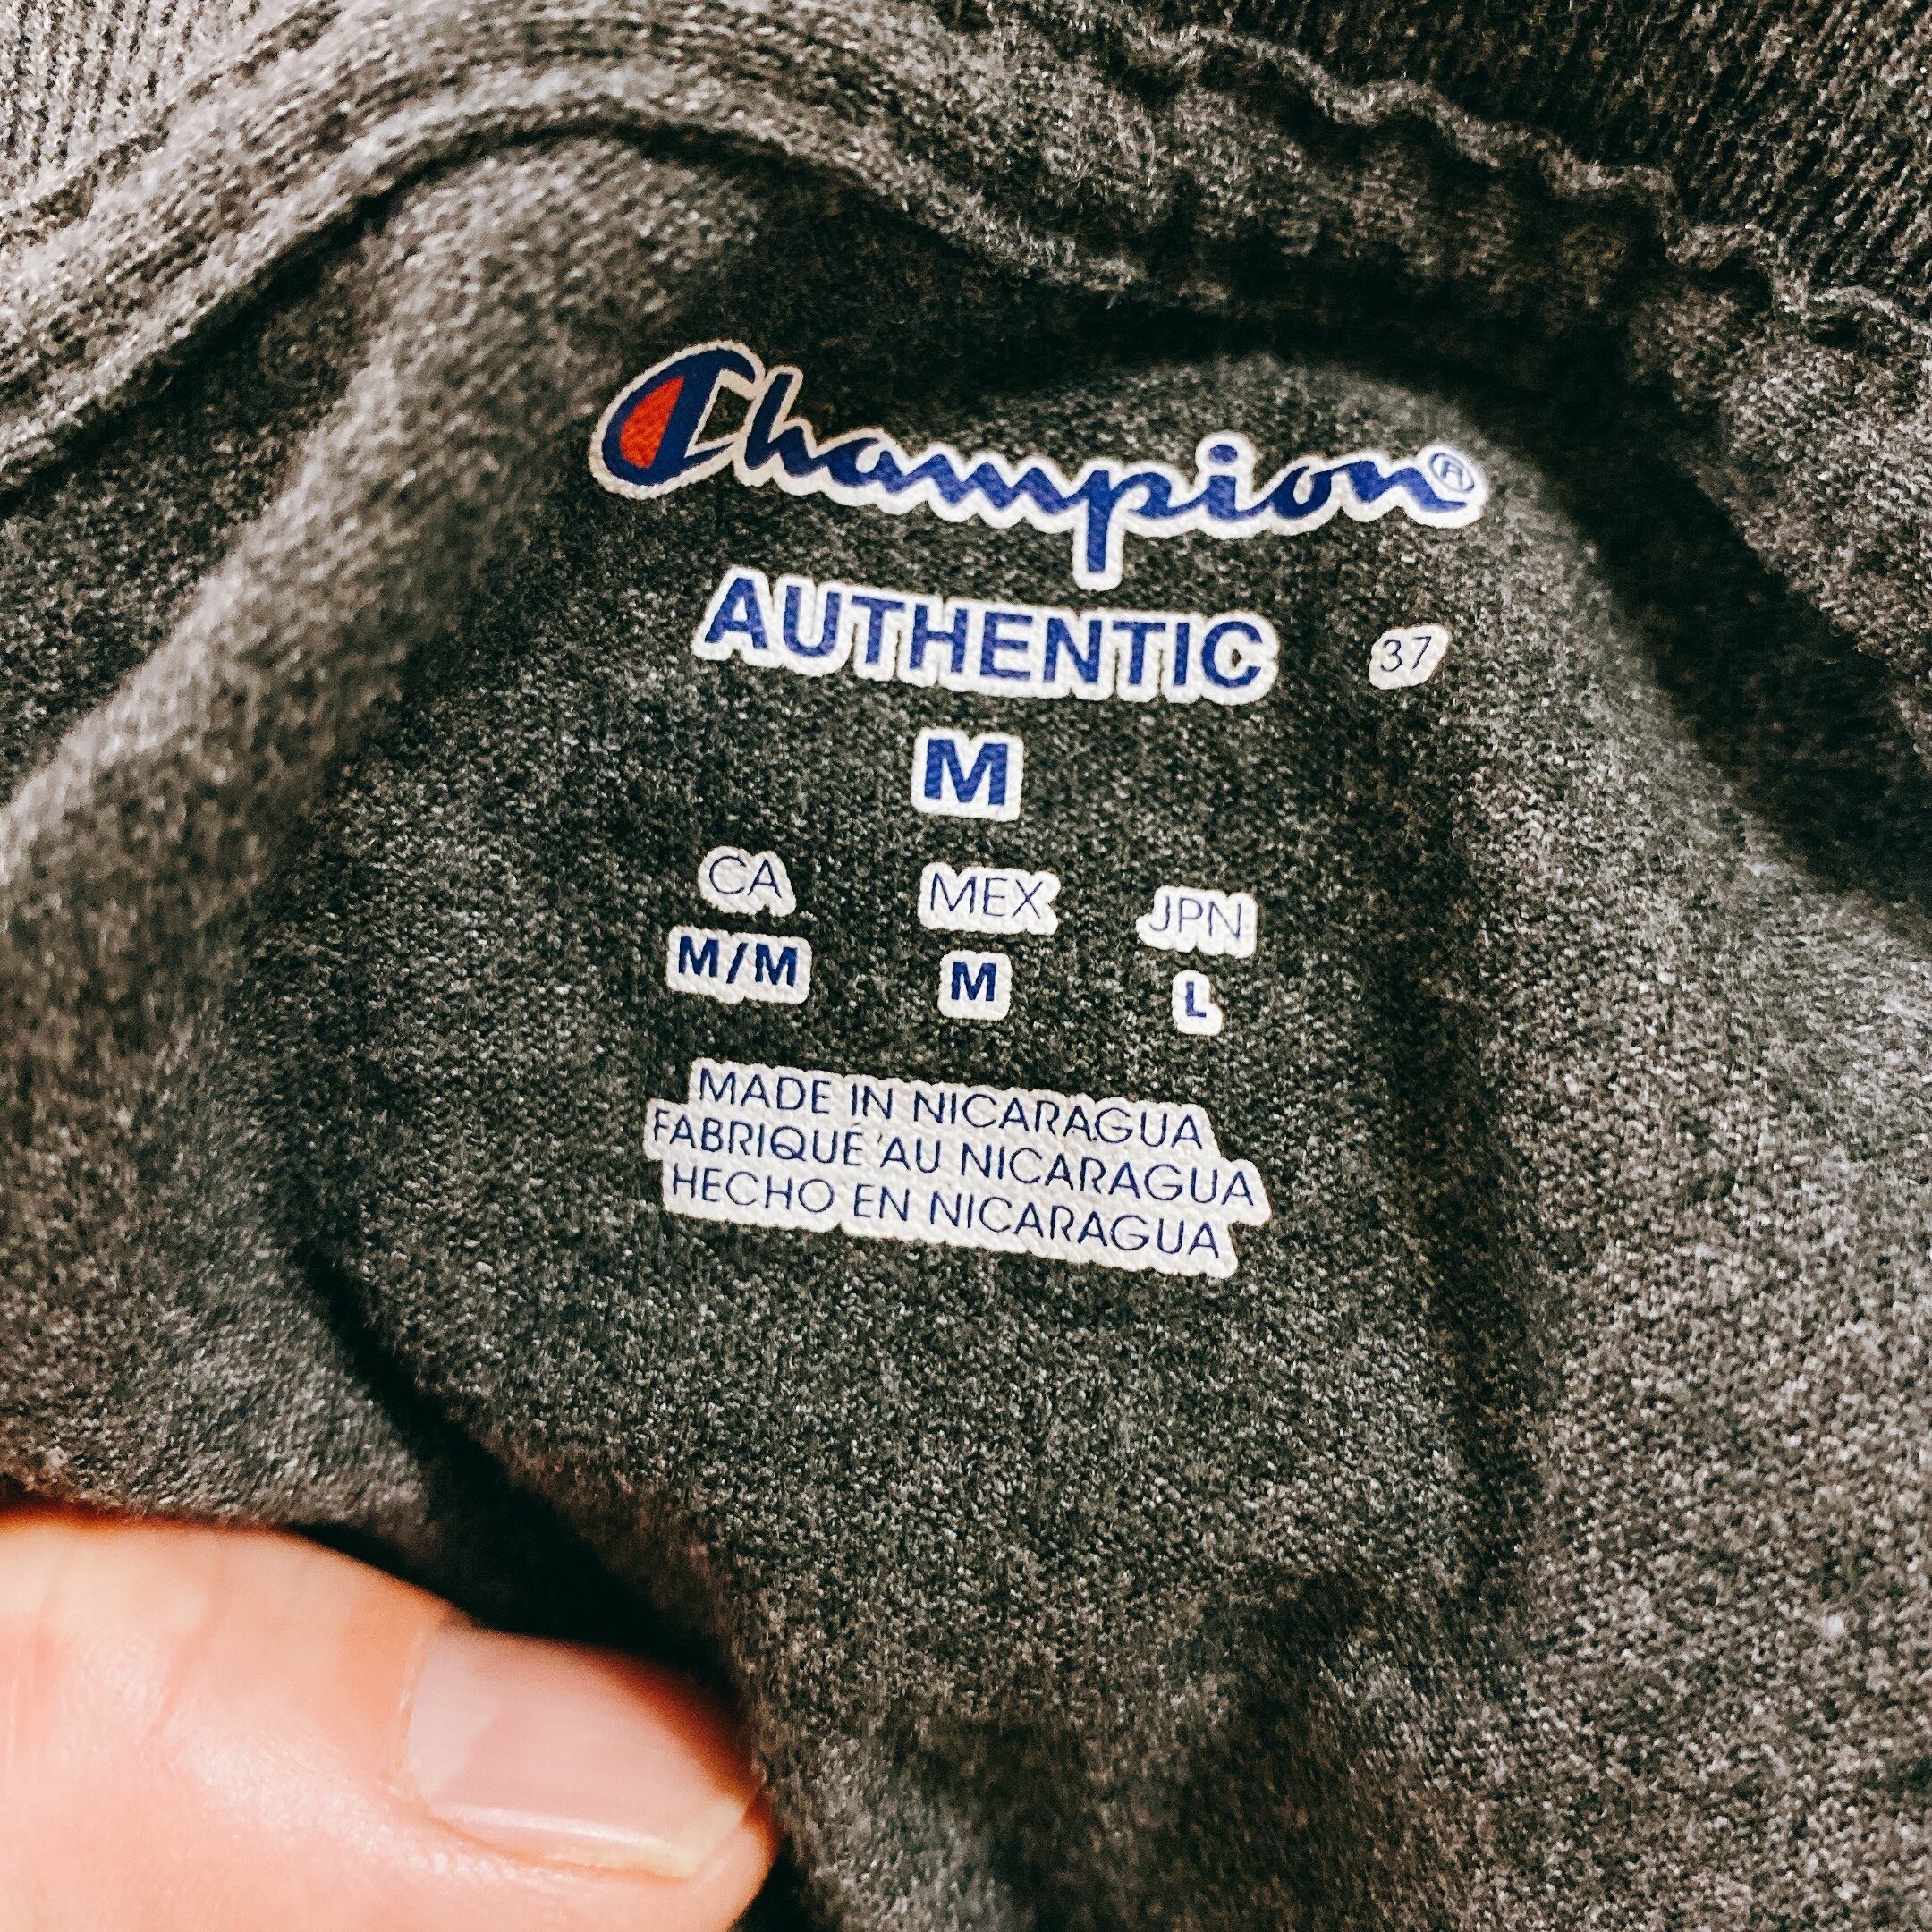 Champion®
AUTHENTIC 37
M
CA MEX JPN
M/M M L
MADE IN NICARAGUA
FABRIQUÉ AU NICARAGUA
HECHO EN NICARAGUA